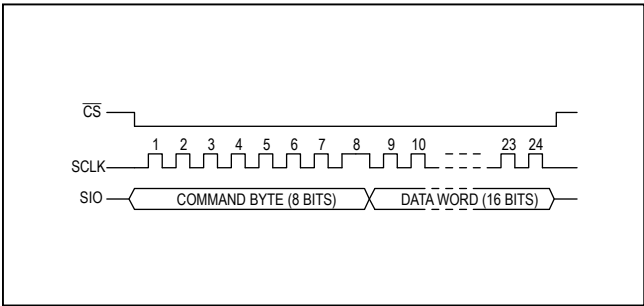 CS
1 2 3 4 5 6 7 8 9 10 23 24
SCLK
SIO COMMAND BYTE (8 BITS) DATA WORD (16 BITS)